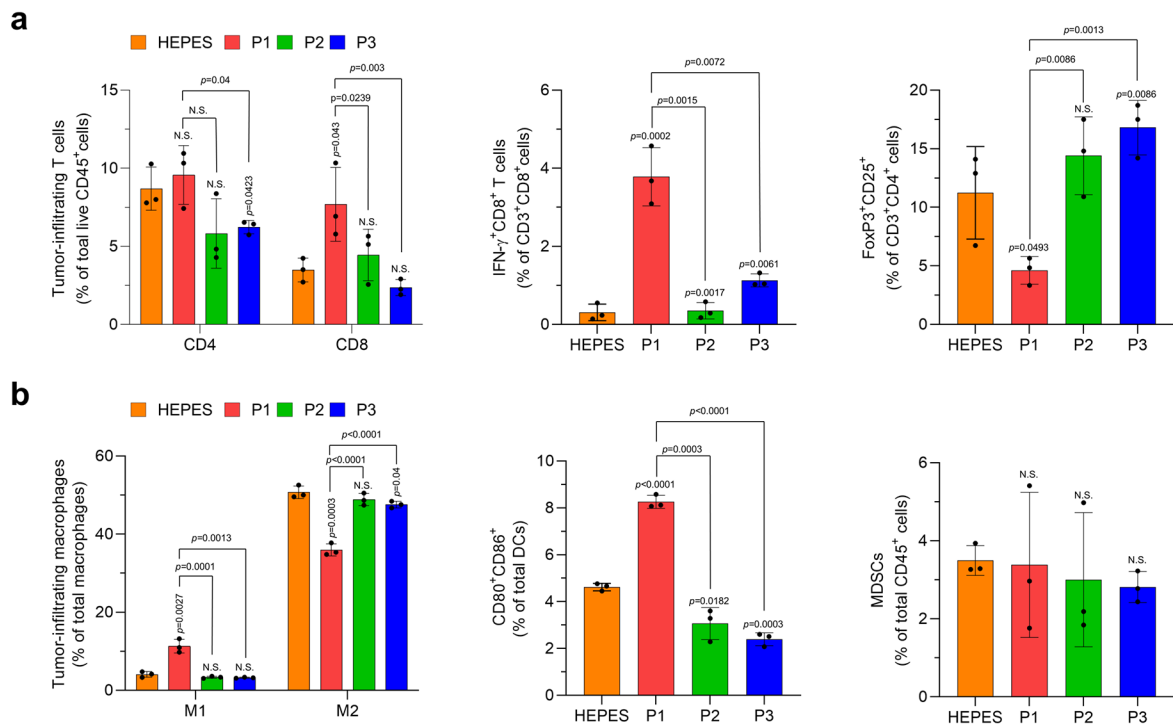 a
HEPES P1 P2 P3
Tumor-infiltrating T cells
(% of total live CD45⁺cells)
15
10
5
0
p=0.04
N.S.
N.S.
N.S.
p=0.0423
p=0.003
p=0.0239
p=0.043
N.S.
N.S.
CD4 CD8
IFN-γ⁺CD8⁺ T cells
(% of CD3⁺CD8⁺cells)
6
4
2
0
p=0.0072
p=0.0015
p=0.0002
p=0.0017
p=0.0061
HEPES P1 P2 P3
FoxP3⁺CD25⁺
(% of CD3⁺CD4⁺ cells)
20
15
10
5
0
p=0.0013
p=0.0086
N.S.
p=0.0086
p=0.0493
HEPES P1 P2 P3
b
HEPES P1 P2 P3
Tumor-infiltrating macrophages
(% of total macrophages)
60
40
20
0
p=0.0013
p=0.0001
p=0.0027
N.S.
N.S.
p<0.0001
p<0.0001
p=0.0003
N.S.
p=0.04
M1 M2
CD80⁺CD86⁺
(% of total DCs)
10
8
6
4
2
0
p<0.0001
p=0.0003
p<0.0001
p=0.0182
p=0.0003
HEPES P1 P2 P3
MDSCs
(% of total CD45⁺ cells)
6
4
2
0
N.S.
N.S.
N.S.
HEPES P1 P2 P3